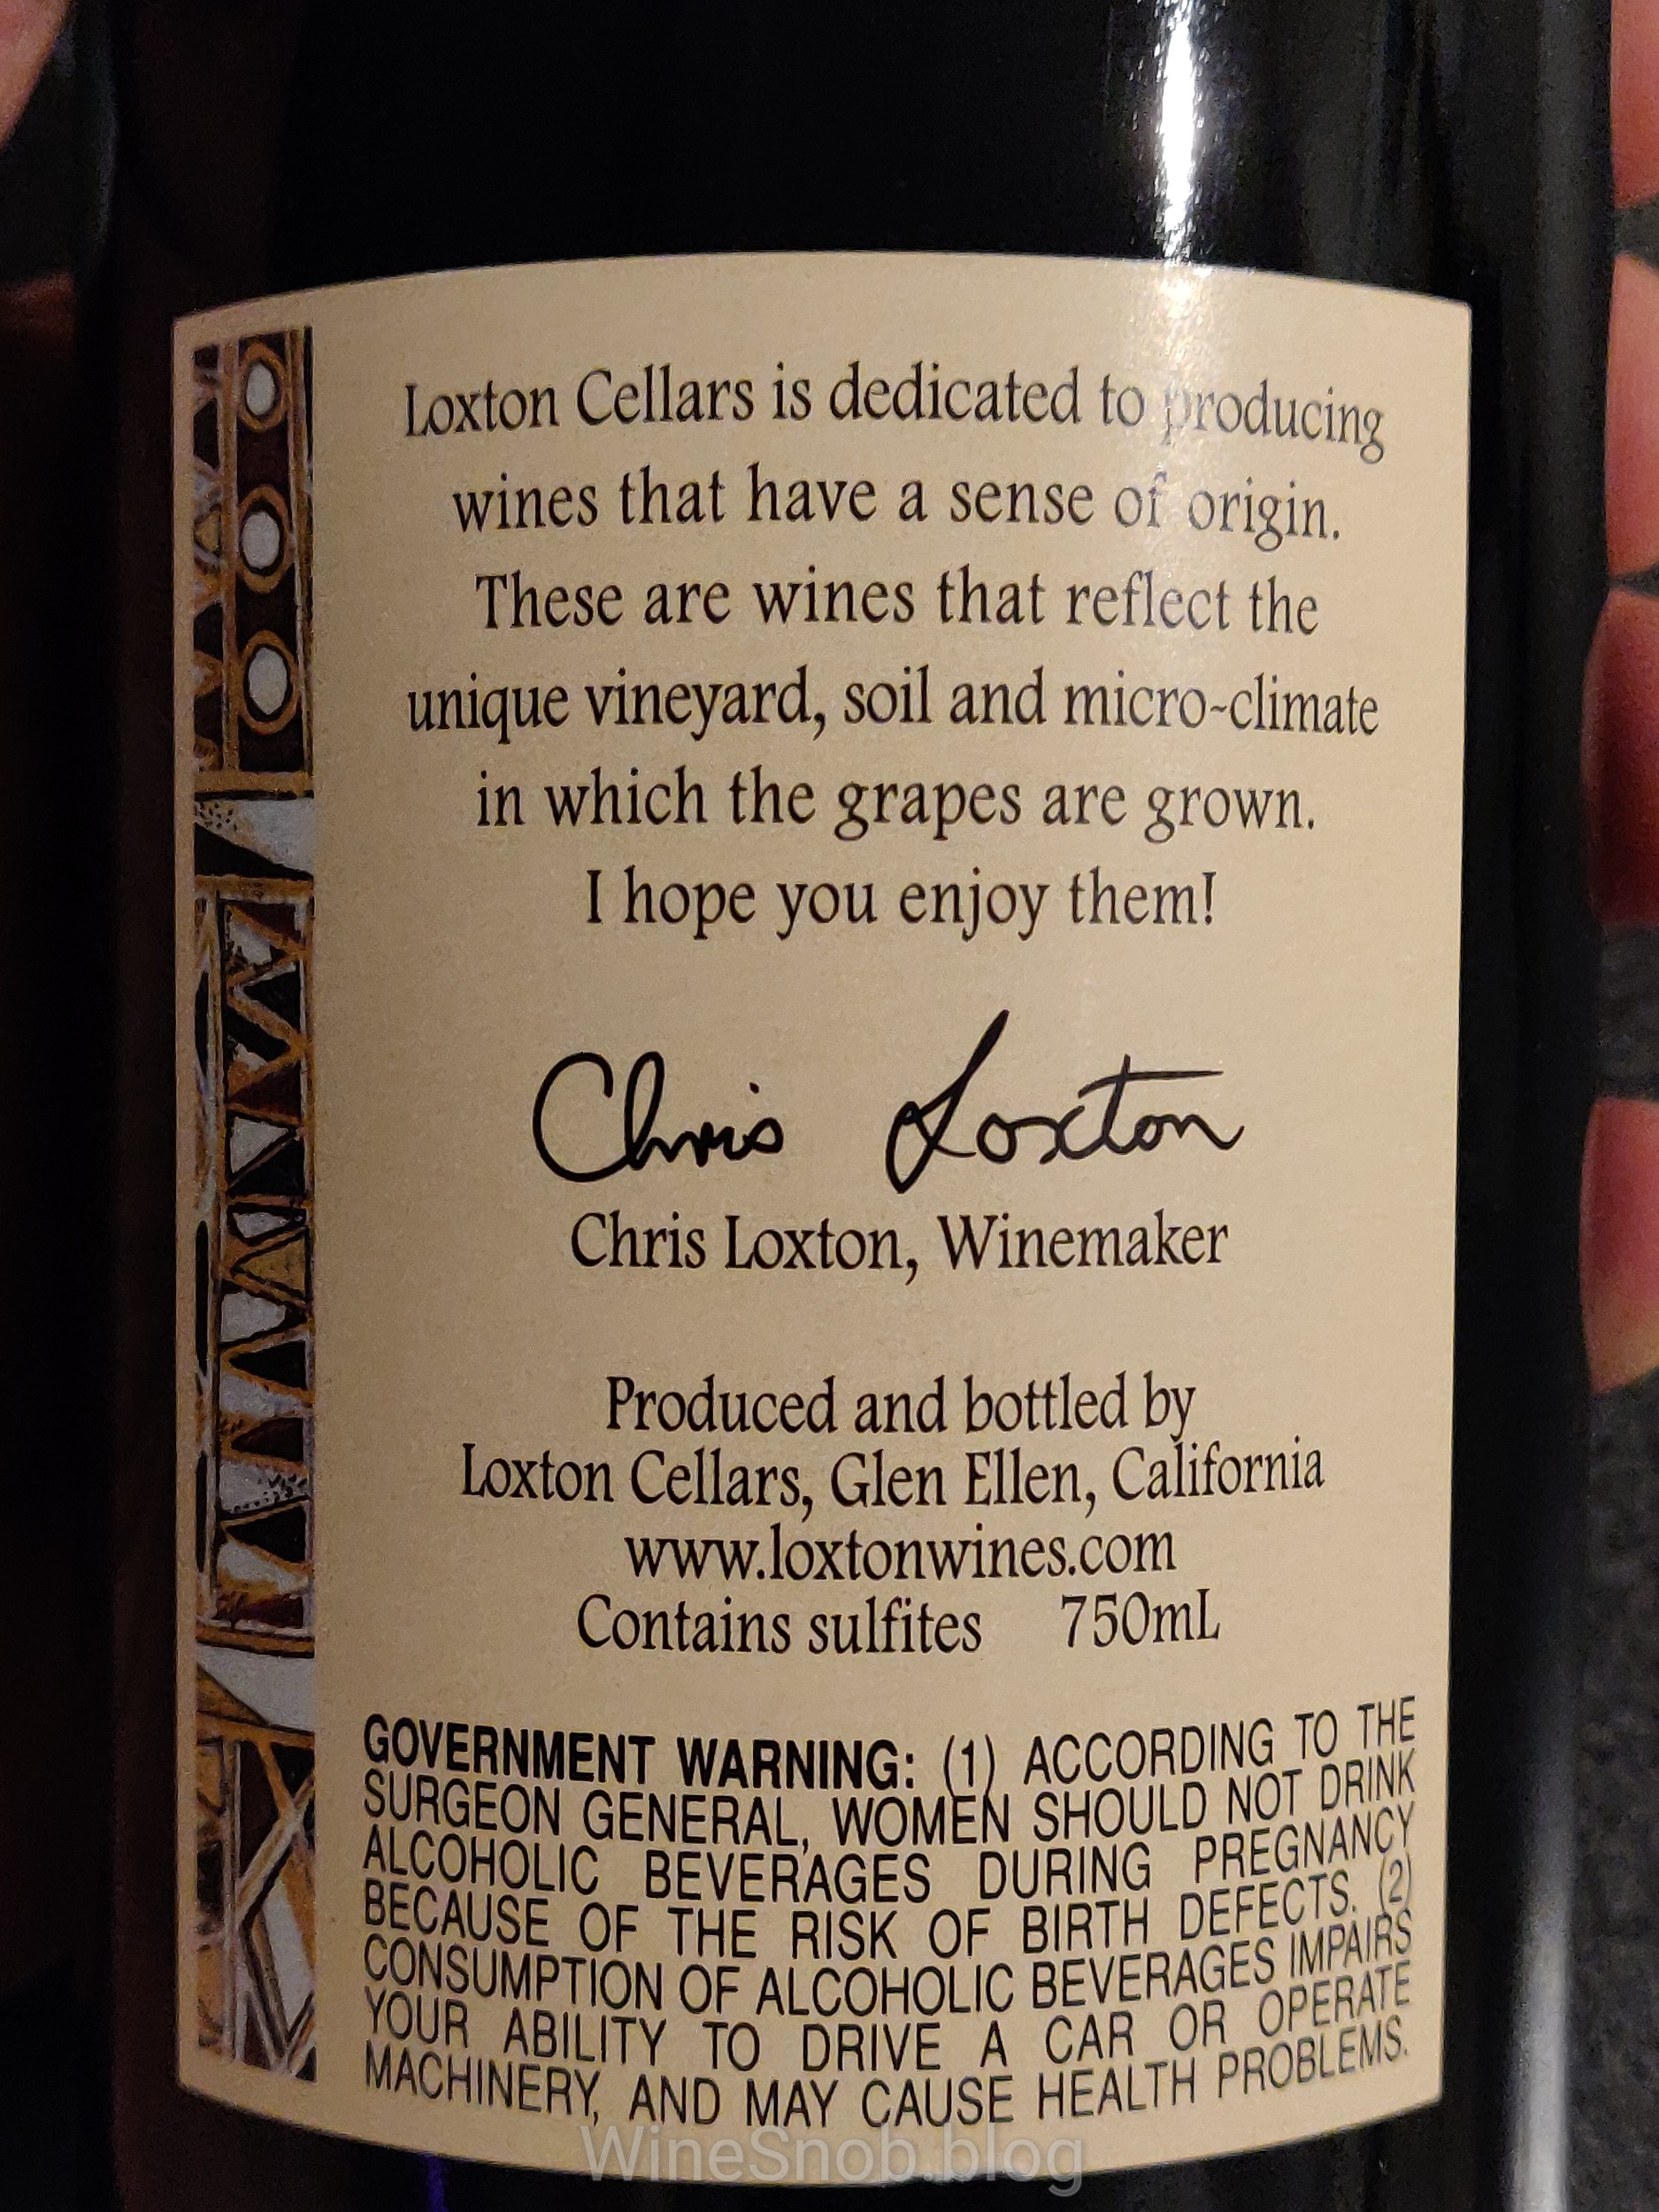 Loxton Cellars is dedicated to producing
wines that have a sense of origin.
These are wines that reflect the
unique vineyard, soil and micro-climate
in which the grapes are grown.
I hope you enjoy them!
Chris Loxton
Chris Loxton, Winemaker
Produced and bottled by
Loxton Cellars, Glen Ellen, California
www.loxtonwines.com
Contains sulfites 750mL
GOVERNMENT WARNING: (1) ACCORDING TO THE
SURGEON GENERAL, WOMEN SHOULD NOT DRINK
ALCOHOLIC BEVERAGES DURING PREGNANCY
BECAUSE OF THE RISK OF BIRTH DEFECTS. (2)
CONSUMPTION OF ALCOHOLIC BEVERAGES IMPAIRS
YOUR ABILITY TO DRIVE A CAR OR OPERATE
MACHINERY, AND MAY CAUSE HEALTH PROBLEMS.
WineSnob.blog